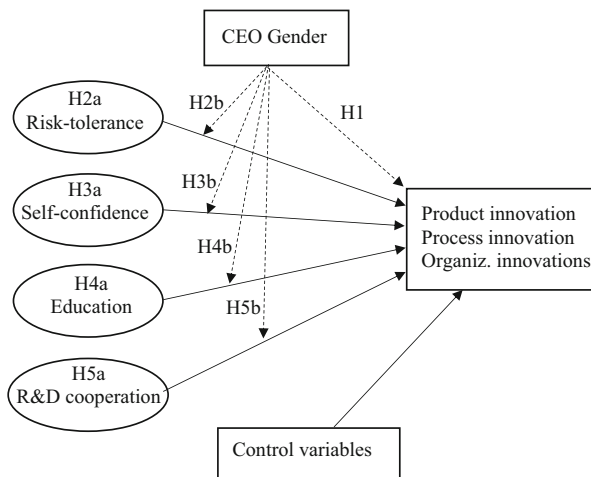 CEO Gender
H2a
Risk-tolerance
H2b
H1
H3a
Self-confidence
H3b
Product innovation
Process innovation
Organiz. innovations
H4b
H4a
Education
H5b
H5a
R&D cooperation
Control variables